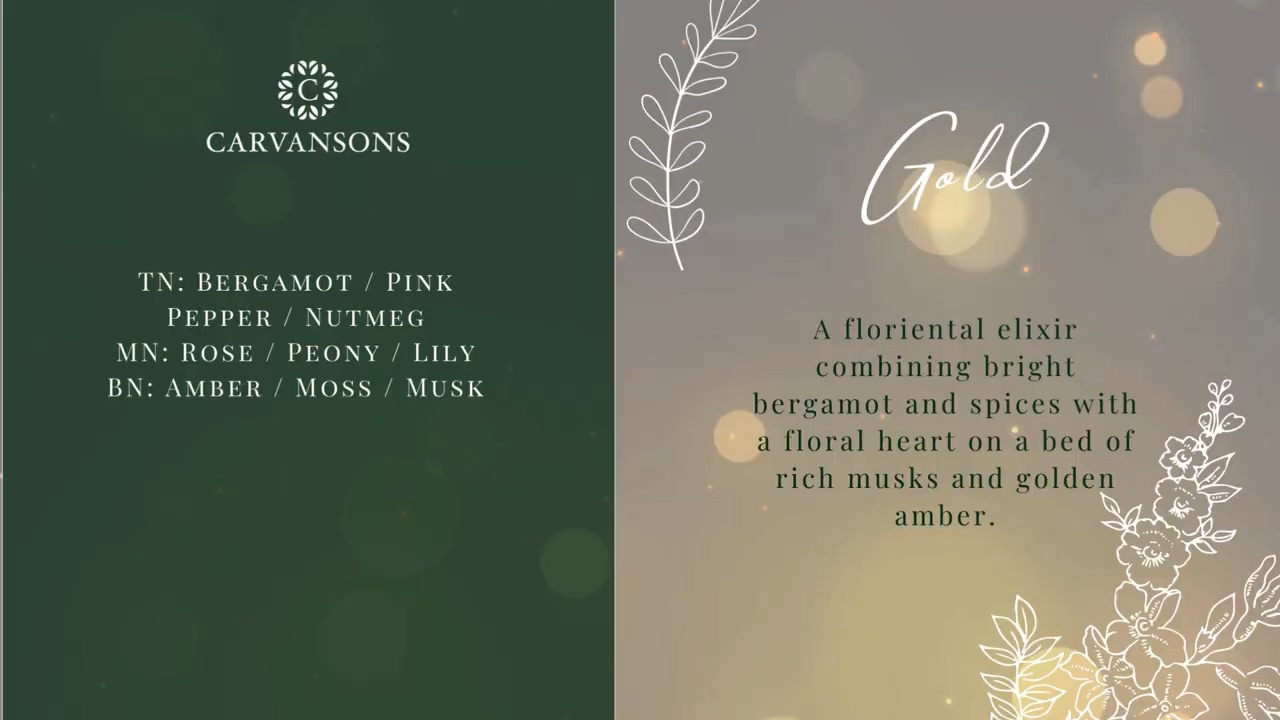 C
CARVANSONS
TN: Bergamot / Pink
Pepper / Nutmeg
MN: Rose / Peony / Lily
BN: Amber / Moss / Musk
Gold
A floriental elixir
combining bright
bergamot and spices with
a floral heart on a bed of
rich musks and golden
amber.